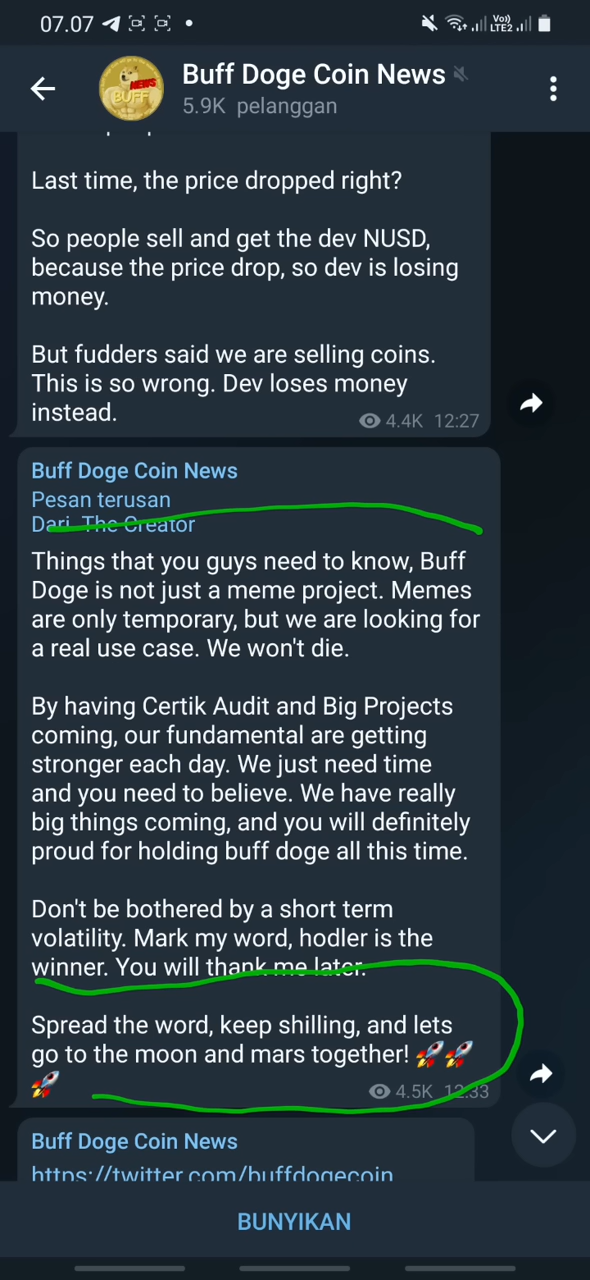 07.07
Vo))
LTE2
NEWS
BUFF
Buff Doge Coin News
5.9K pelanggan
Last time, the price dropped right?
So people sell and get the dev NUSD,
because the price drop, so dev is losing
money.
But fudders said we are selling coins.
This is so wrong. Dev loses money
instead.
4.4K 12:27
Buff Doge Coin News
Pesan terusan
Dari The Creator
Things that you guys need to know, Buff
Doge is not just a meme project. Memes
are only temporary, but we are looking for
a real use case. We won't die.
By having Certik Audit and Big Projects
coming, our fundamental are getting
stronger each day. We just need time
and you need to believe. We have really
big things coming, and you will definitely
proud for holding buff doge all this time.
Don't be bothered by a short term
volatility. Mark my word, hodler is the
winner. You will thank me later.
Spread the word, keep shilling, and lets
go to the moon and mars together! 🚀🚀
🚀
4.5K 12:33
Buff Doge Coin News
https://twitter.com/buffdogecoin
BUNYIKAN